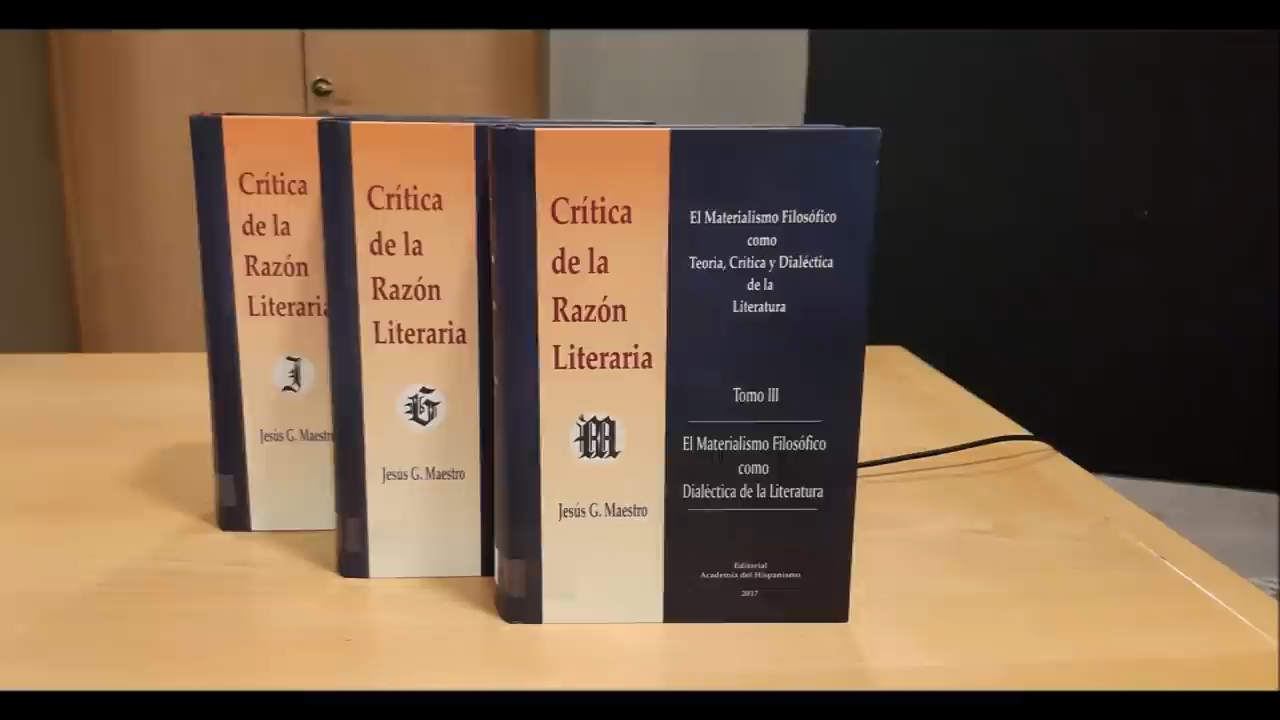 Crítica
de la
Razón
Literaria
J
Jesús G. Maestro
Crítica
de la
Razón
Literaria
G
Jesús G. Maestro
Crítica
de la
Razón
Literaria
M
Jesús G. Maestro
El Materialismo Filosófico
como
Teoría, Crítica y Dialéctica
de la
Literatura
Tomo III
El Materialismo Filosófico
como
Dialéctica de la Literatura
Editorial
Academia del Hispanismo
2017